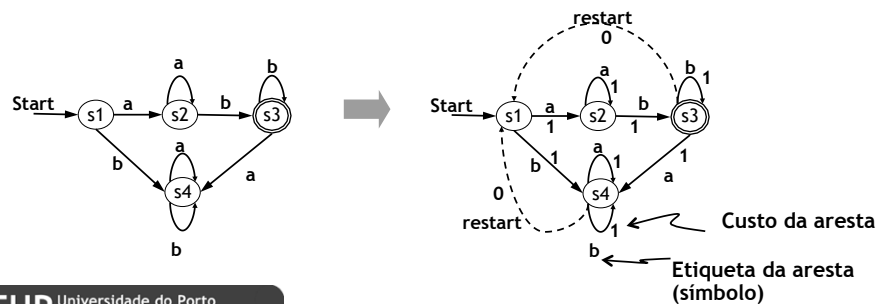 restart
0
a
b
Start
s1
a
s2
b
s3
b
a
s4
a
b
a
1
b
1
Start
s1
a
1
s2
b
1
s3
b
1
a
1
s4
1
a
0
restart
1
b
Custo da aresta
Etiqueta da aresta
(símbolo)
Universidade do Porto